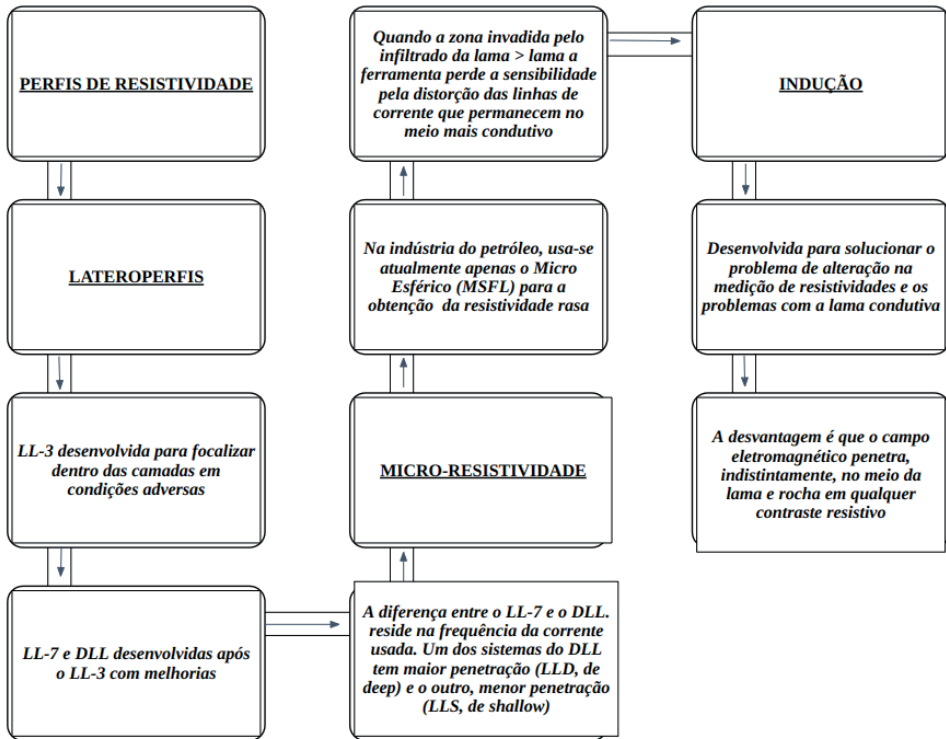 PERFIS DE RESISTIVIDADE
LATEROPERFIS
LL-3 desenvolvida para focalizar
dentro das camadas em
condições adversas
LL-7 e DLL desenvolvidas após
o LL-3 com melhorias
A diferença entre o LL-7 e o DLL.
reside na frequência da corrente
usada. Um dos sistemas do DLL
tem maior penetração (LLD, de
deep) e o outro, menor penetração
(LLS, de shallow)
MICRO-RESISTIVIDADE
Na indústria do petróleo, usa-se
atualmente apenas o Micro
Esférico (MSFL) para a
obtenção da resistividade rasa
Quando a zona invadida pelo
infiltrado da lama > lama a
ferramenta perde a sensibilidade
pela distorção das linhas de
corrente que permanecem no
meio mais condutivo
INDUÇÃO
Desenvolvida para solucionar o
problema de alteração na
medição de resistividades e os
problemas com a lama condutiva
A desvantagem é que o campo
eletromagnético penetra,
indistintamente, no meio da
lama e rocha em qualquer
contraste resistivo